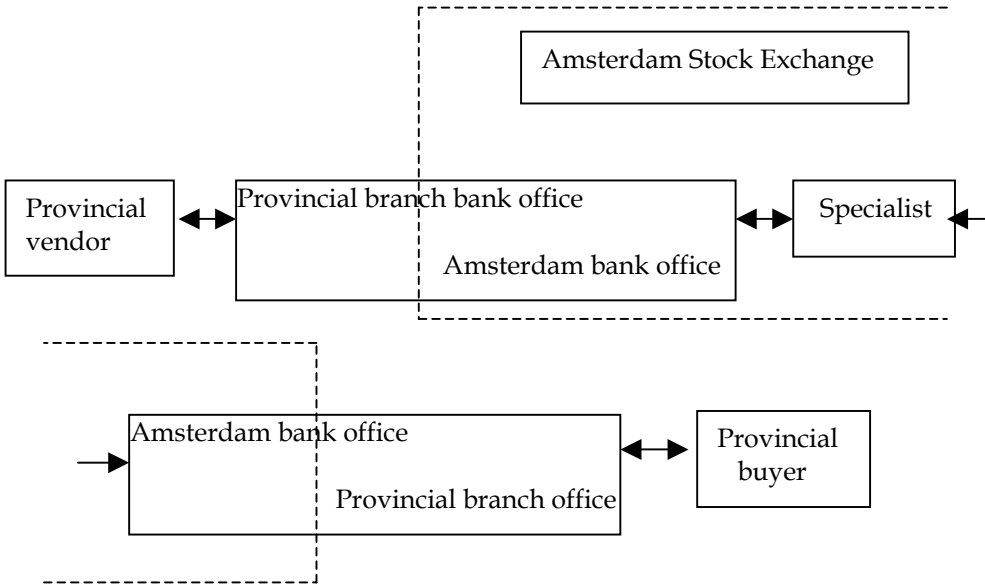 Amsterdam Stock Exchange
Provincial
vendor
Provincial branch bank office
Amsterdam bank office
Specialist
Amsterdam bank office
Provincial branch office
Provincial
buyer